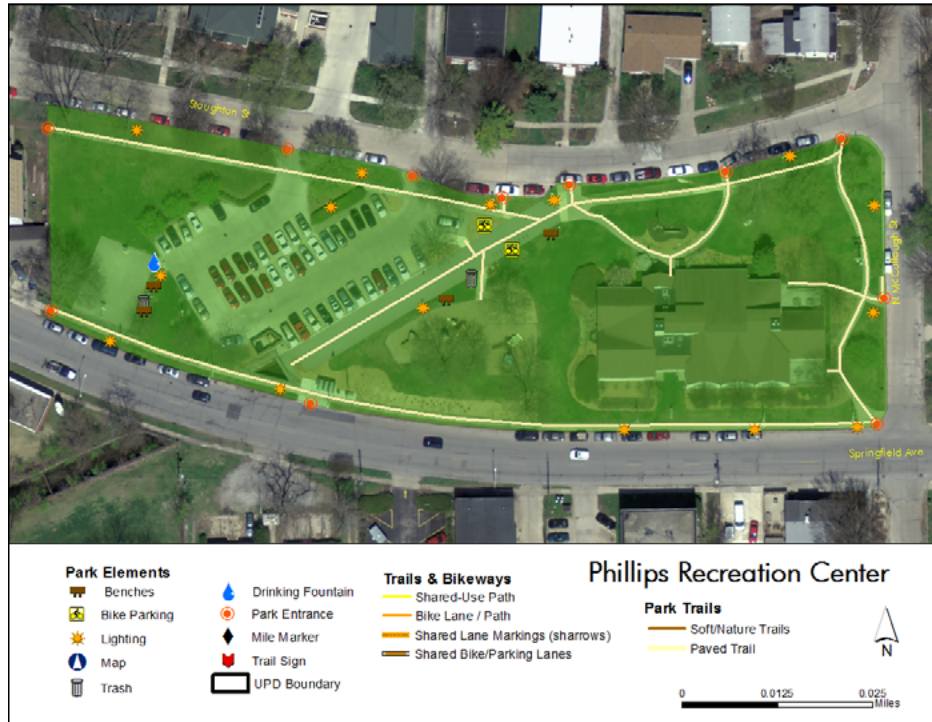 Stoughton St
N McCullough St
Springfield Ave
Phillips Recreation Center
Park Elements
Benches
Bike Parking
Lighting
Map
Trash
Drinking Fountain
Park Entrance
Mile Marker
Trail Sign
UPD Boundary
Trails & Bikeways
Shared-Use Path
Bike Lane / Path
Shared Lane Markings (sharrows)
Shared Bike/Parking Lanes
Park Trails
Soft/Nature Trails
Paved Trail
N
0 0.0125 0.025
Miles